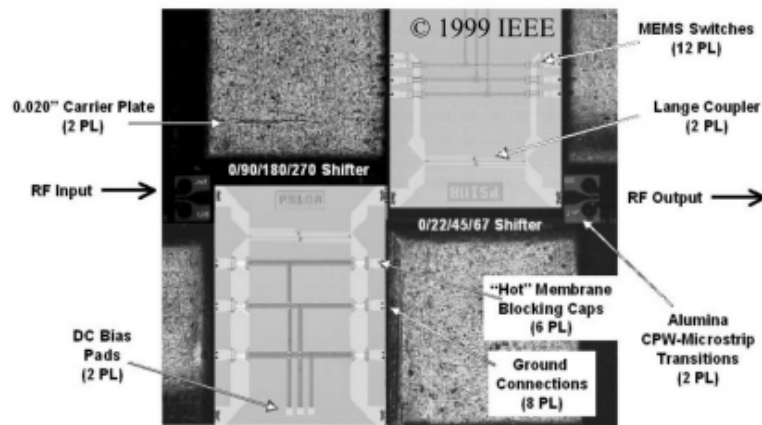 © 1999 IEEE
MEMS Switches
(12 PL)
0.020” Carrier Plate
(2 PL)
Lange Coupler
(2 PL)
0/90/180/270 Shifter
RF Input
RF Output
PS10A
PS11B
0/22/45/67 Shifter
“Hot” Membrane
Blocking Caps
(6 PL)
DC Bias
Pads
(2 PL)
Ground
Connections
(8 PL)
Alumina
CPW-Microstrip
Transitions
(2 PL)